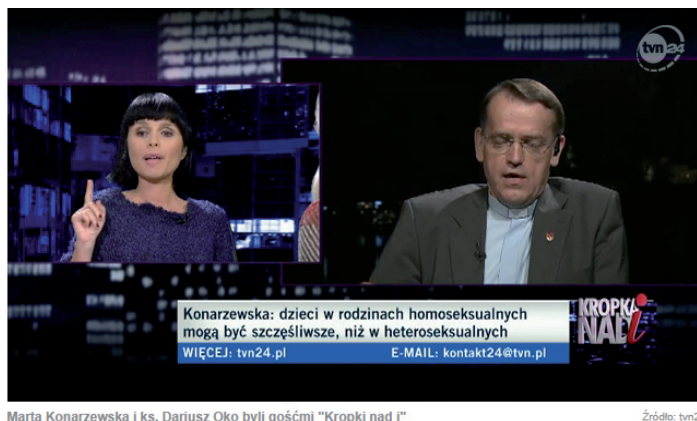 tvn24
Konarzewska: dzieci w rodzinach homoseksualnych
mogą być szczęśliwsze, niż w heteroseksualnych
WIĘCEJ: tvn24.pl E-MAIL: kontakt24@tvn.pl
KROPKA
NAD i
Marta Konarzewska i ks. Dariusz Oko byli gośćmi "Kropki nad i" Źródło: tvn2